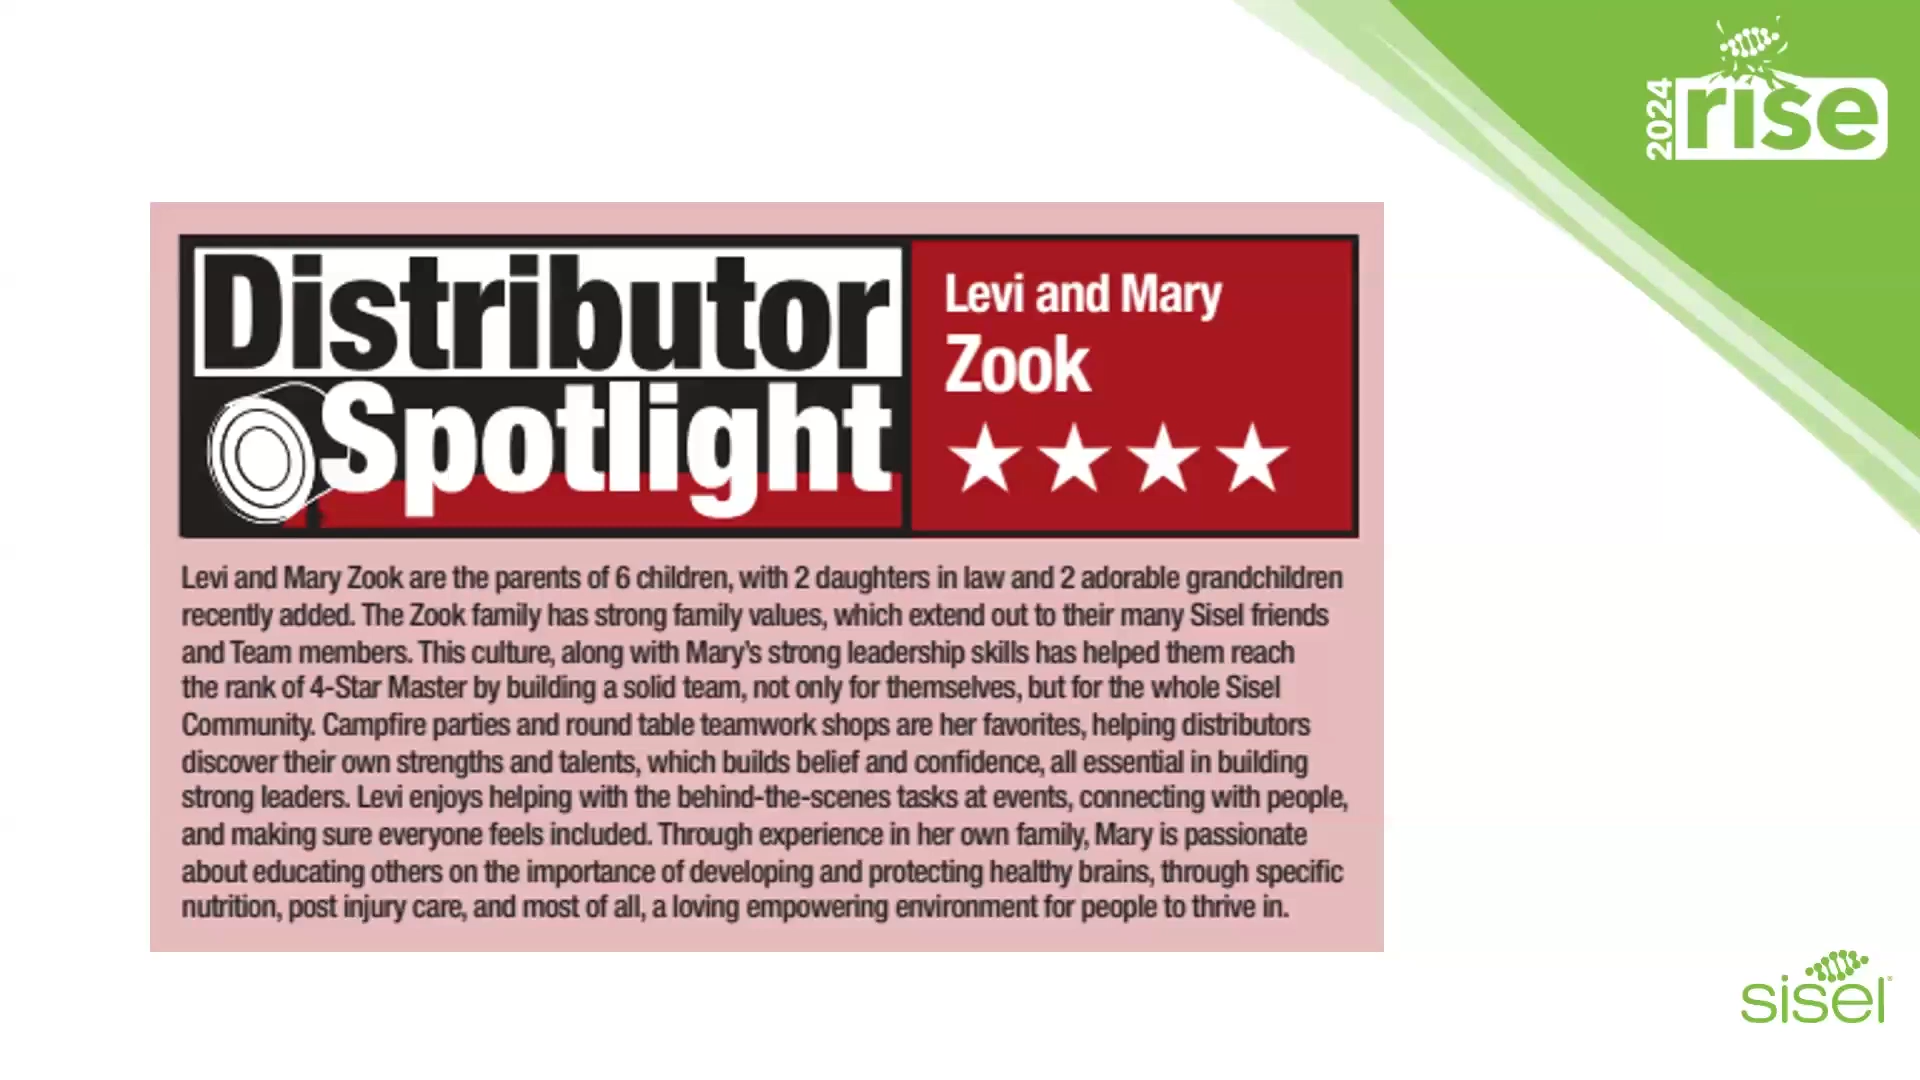 2024
rise
Distributor
Spotlight
Levi and Mary
Zook
Levi and Mary Zook are the parents of 6 children, with 2 daughters in law and 2 adorable grandchildren
recently added. The Zook family has strong family values, which extend out to their many Sisel friends
and Team members. This culture, along with Mary's strong leadership skills has helped them reach
the rank of 4-Star Master by building a solid team, not only for themselves, but for the whole Sisel
Community. Campfire parties and round table teamwork shops are her favorites, helping distributors
discover their own strengths and talents, which builds belief and confidence, all essential in building
strong leaders. Levi enjoys helping with the behind-the-scenes tasks at events, connecting with people,
and making sure everyone feels included. Through experience in her own family, Mary is passionate
about educating others on the importance of developing and protecting healthy brains, through specific
nutrition, post injury care, and most of all, a loving empowering environment for people to thrive in.
sisel